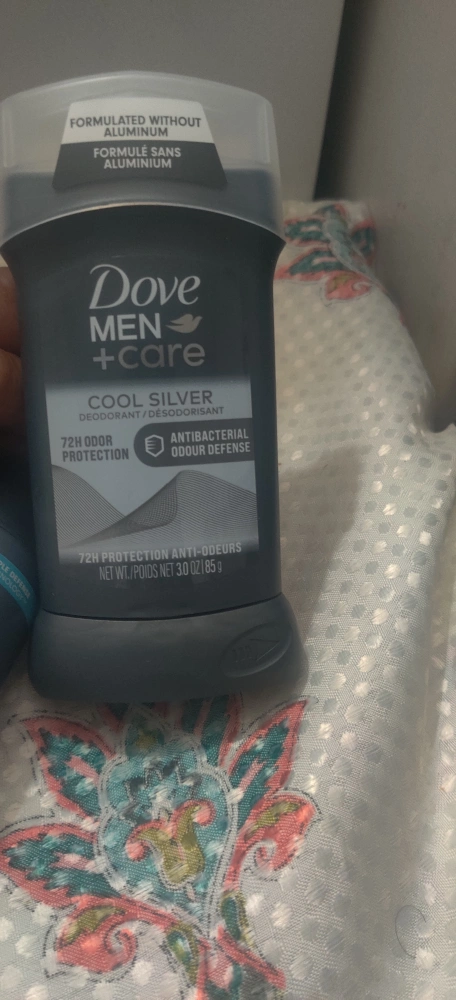 FORMULATED WITHOUT
ALUMINUM
FORMULÉ SANS
ALUMINIUM
Dove
MEN
+care
COOL SILVER
DEODORANT/DÉSODORISANT
72H ODOR
PROTECTION
ANTIBACTERIAL
ODOUR DEFENSE
72H PROTECTION ANTI-ODEURS
NET WT./POIDS NET 3.0 OZ | 85 g